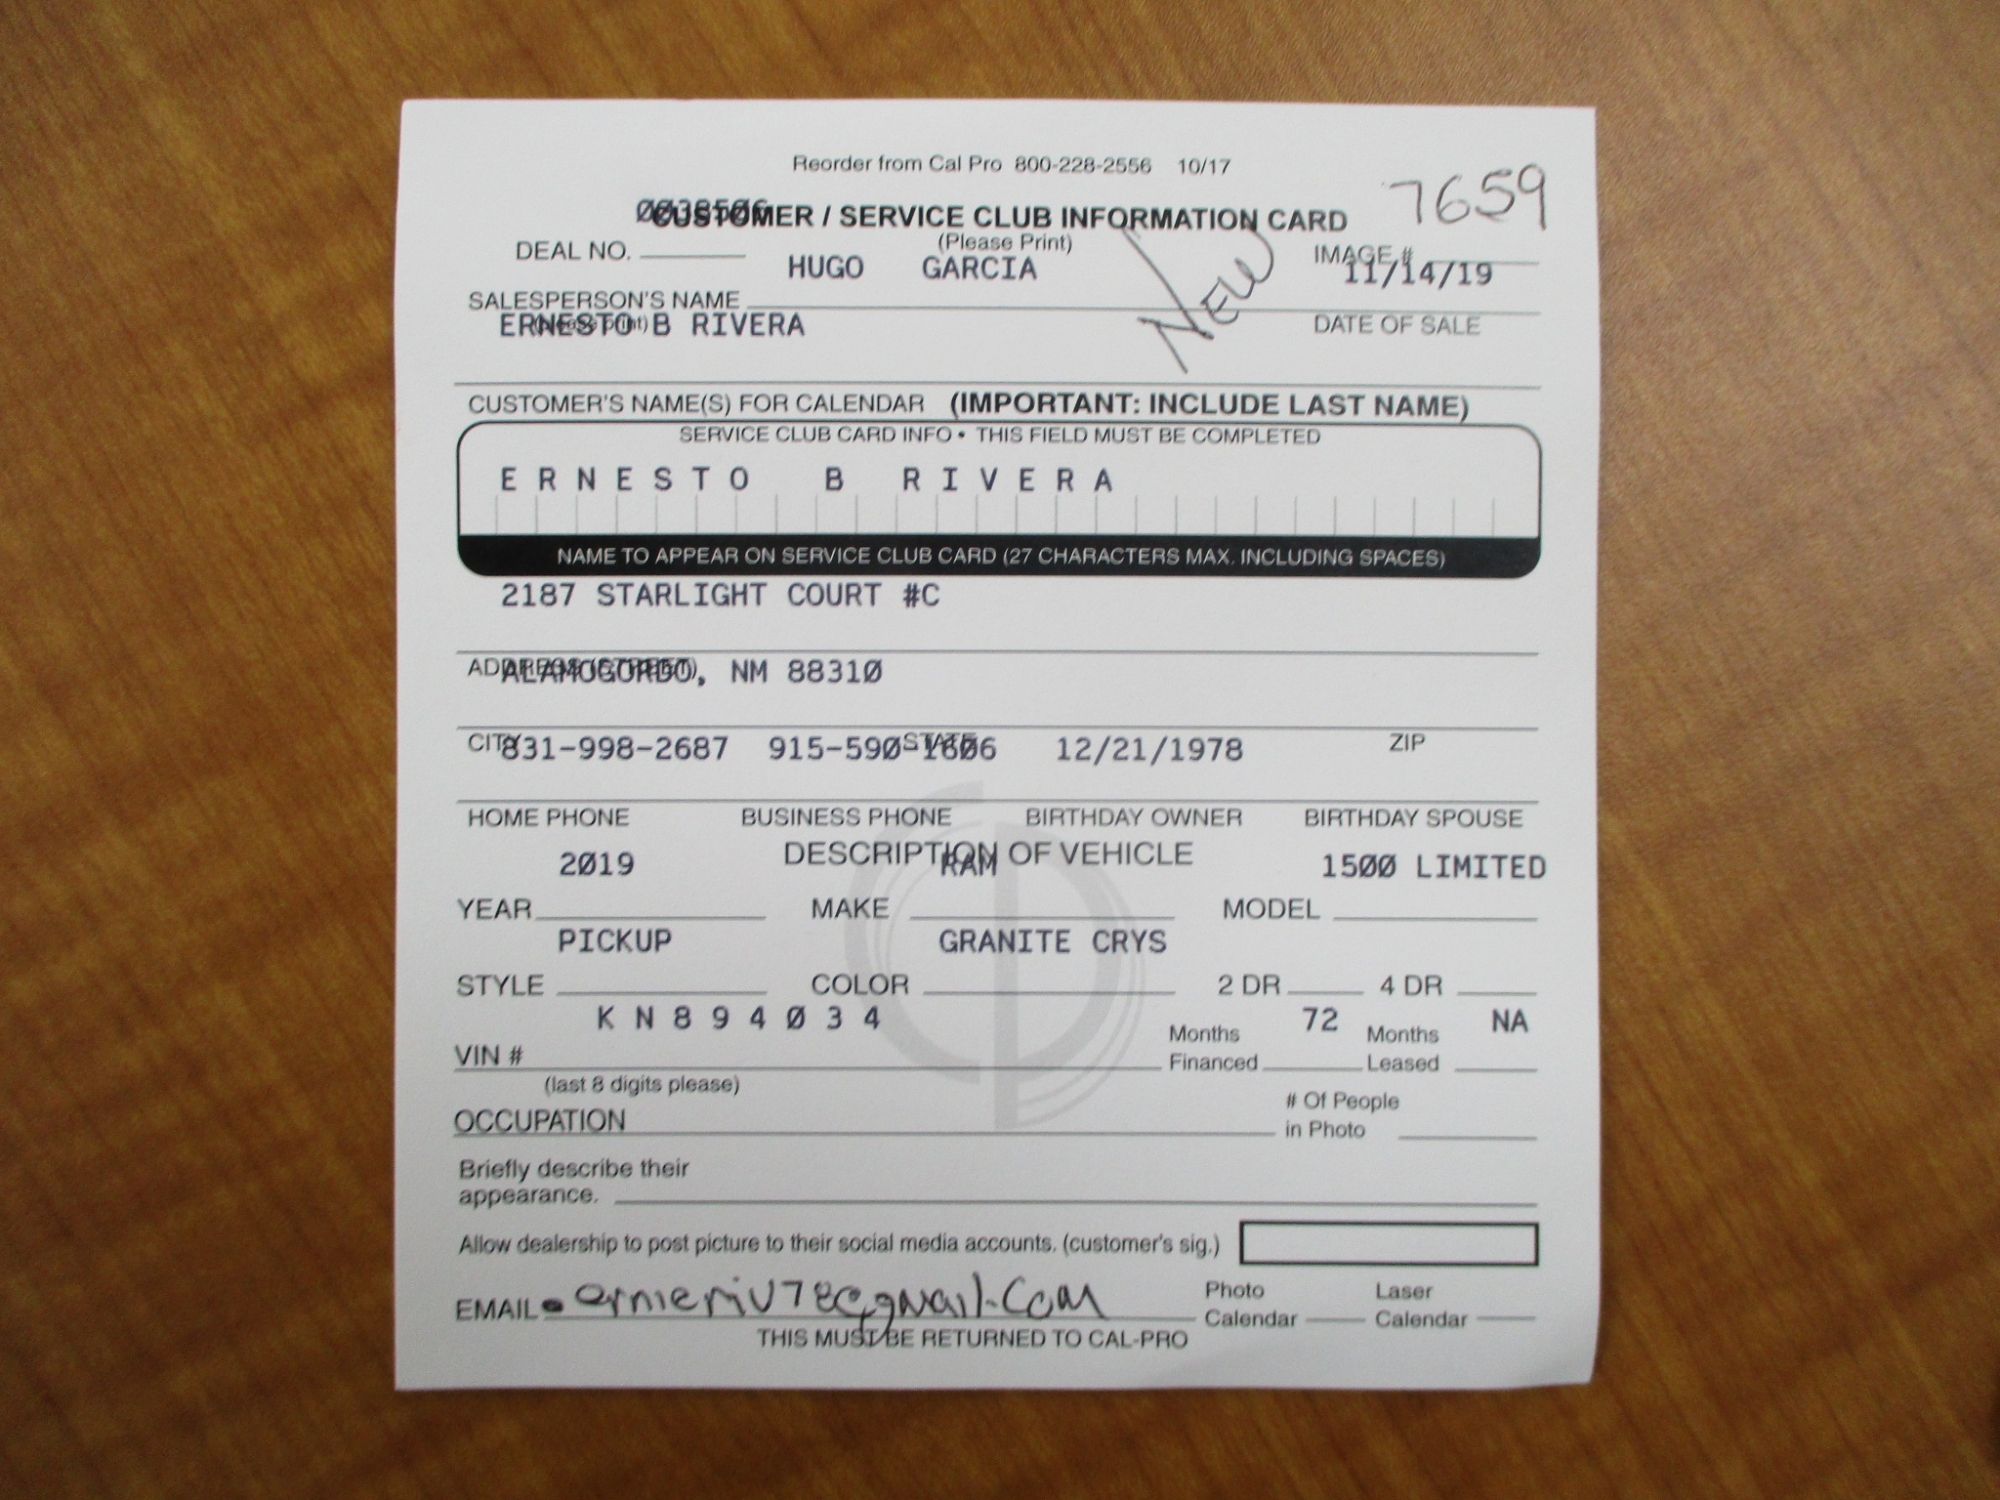 Reorder from Cal Pro 800-228-2556 10/17
7659
CUSTOMER / SERVICE CLUB INFORMATION CARD
(Please Print)
DEAL NO.
HUGO GARCIA
IMAGE #
11/14/19
SALESPERSON'S NAME
(please print)
ERNESTO B RIVERA
NEW
DATE OF SALE
CUSTOMER'S NAME(S) FOR CALENDAR (IMPORTANT: INCLUDE LAST NAME)
SERVICE CLUB CARD INFO • THIS FIELD MUST BE COMPLETED
ERNESTO B RIVERA
NAME TO APPEAR ON SERVICE CLUB CARD (27 CHARACTERS MAX. INCLUDING SPACES)
2187 STARLIGHT COURT #C
ADDRESS (STREET)
ALAMOGORDO, NM 88310
CITY STATE ZIP
831-998-2687 915-590-1606 12/21/1978
HOME PHONE BUSINESS PHONE BIRTHDAY OWNER BIRTHDAY SPOUSE
DESCRIPTION OF VEHICLE
2019 RAM 1500 LIMITED
YEAR MAKE MODEL
PICKUP GRANITE CRYS
STYLE COLOR 2 DR 4 DR
KN894034 72 NA
VIN # Months Financed Months Leased
(last 8 digits please)
OCCUPATION # Of People in Photo
Briefly describe their
appearance.
Allow dealership to post picture to their social media accounts. (customer's sig.)
EMAIL ernieriv78@gmail.com Photo Calendar Laser Calendar
THIS MUST BE RETURNED TO CAL-PRO